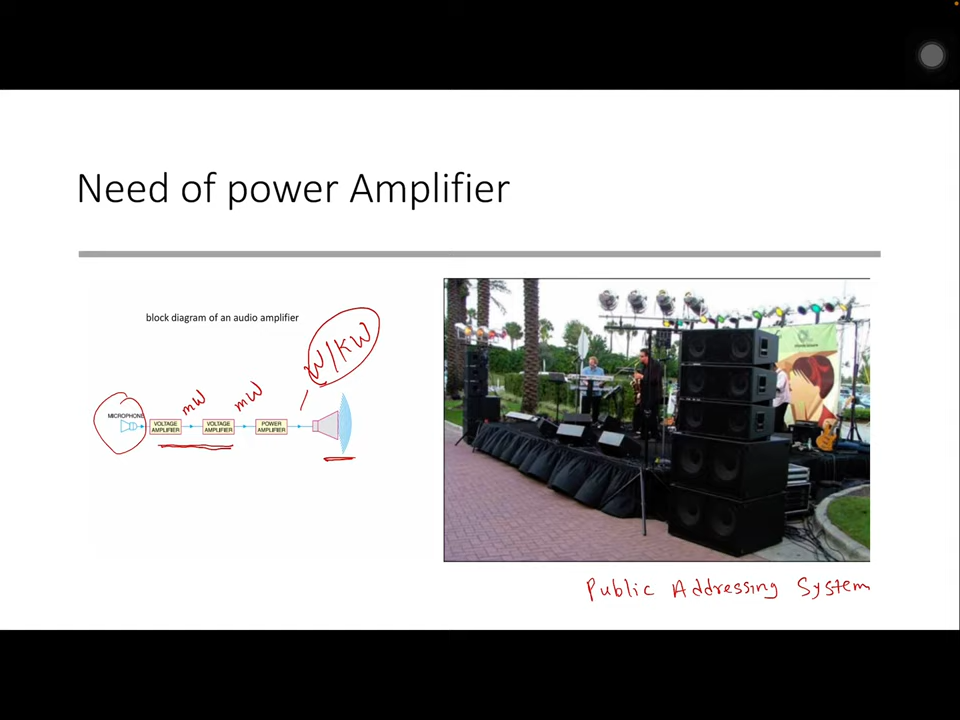 Need of power Amplifier
block diagram of an audio amplifier
W/KW
mW
mW
MICROPHONE
VOLTAGE
AMPLIFIER
VOLTAGE
AMPLIFIER
POWER
AMPLIFIER
Public Addressing System